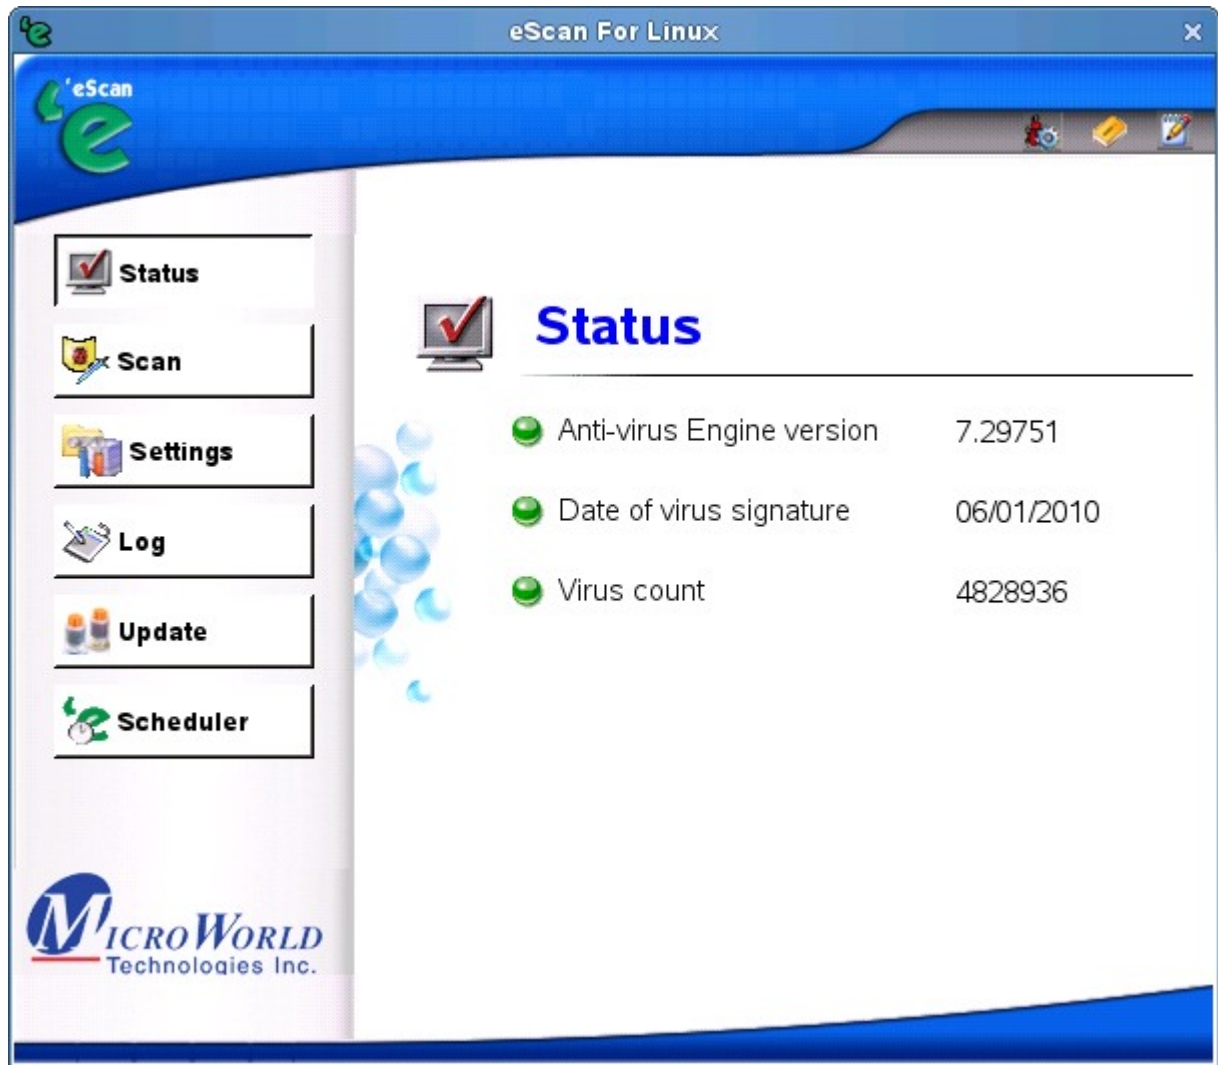 eScan For Linux
'eScan
Status
Scan
Settings
Log
Update
Scheduler
MICROWORLD
Technologies Inc.
Status
Anti-virus Engine version 7.29751
Date of virus signature 06/01/2010
Virus count 4828936